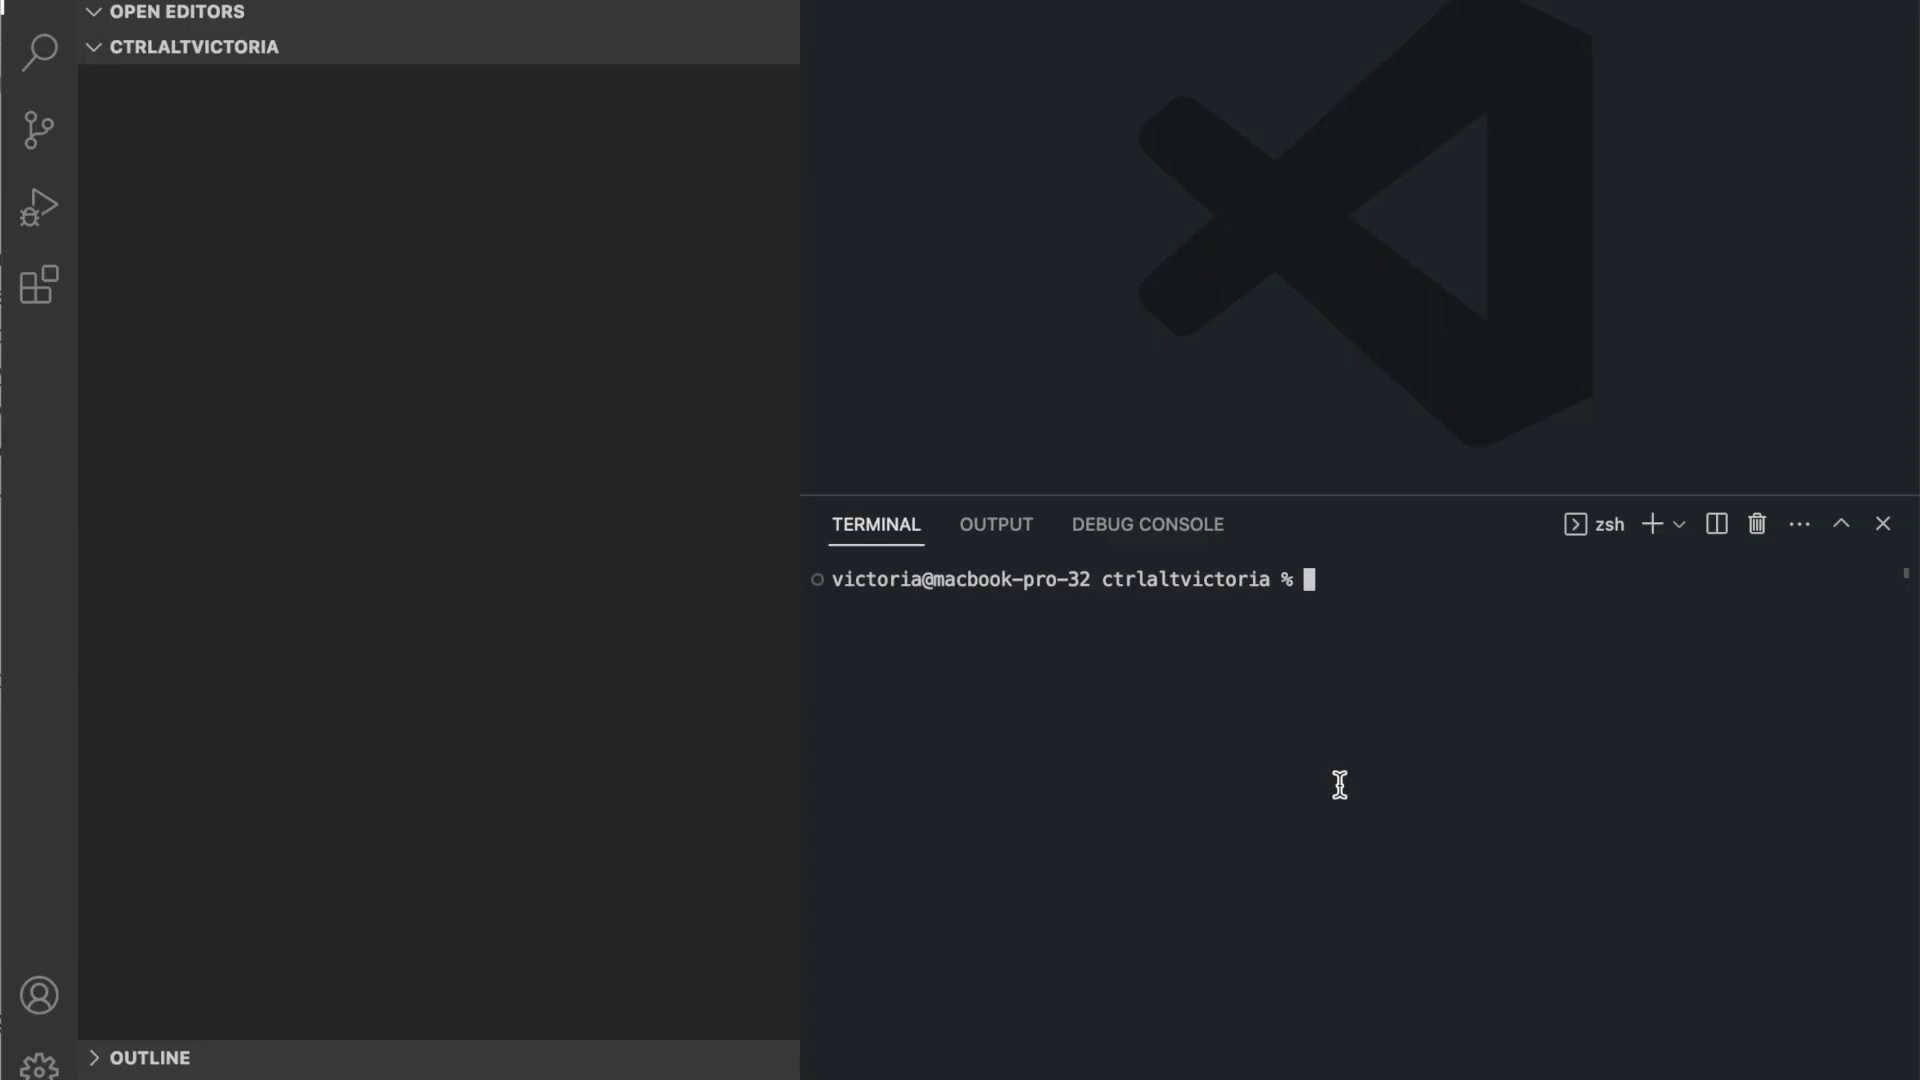 OPEN EDITORS
CTRLALTVICTORIA
TERMINAL OUTPUT DEBUG CONSOLE zsh
victoria@macbook-pro-32 ctrlaltvictoria %
OUTLINE